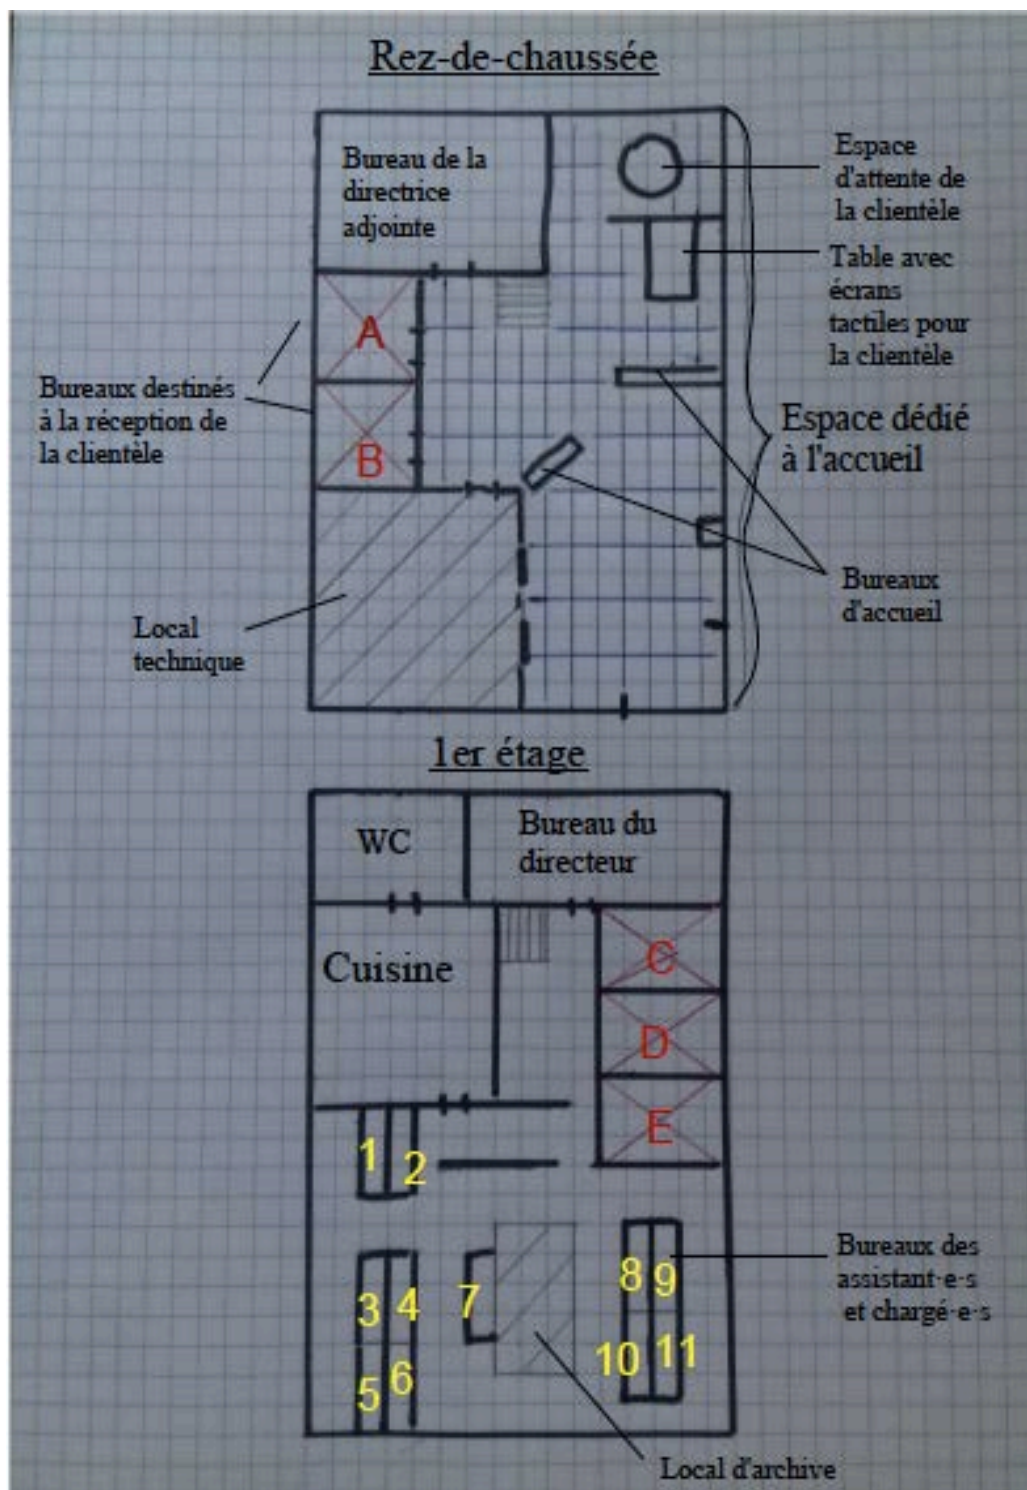 Rez-de-chaussée
Bureau de la
directrice
adjointe
Espace
d'attente de
la clientèle
Table avec
écrans
tactiles pour
la clientèle
A
Bureaux destinés
à la réception de
la clientèle
B
Espace dédié
à l'accueil
Bureaux
d'accueil
Local
technique
1er étage
WC
Bureau du
directeur
Cuisine
C
D
E
1
2
3
4
5
6
7
8
9
10
11
Bureaux des
assistant·e·s
et chargé·e·s
Local d'archive